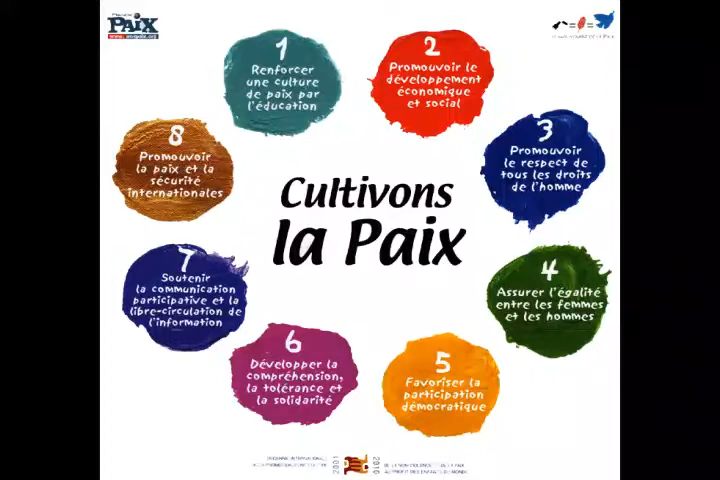 PAIX
1
Renforcer
une culture
de paix par
l'éducation
2
Promouvoir le
développement
économique
et social
3
Promouvoir
le respect de
tous les droits
de l'homme
4
Assurer l'égalité
entre les femmes
et les hommes
5
Favoriser la
participation
démocratique
6
Développer la
compréhension,
la tolérance et
la solidarité
7
Soutenir
la communication
participative et la
libre-circulation de
l'information
8
Promouvoir
la paix et la
sécurité
internationales
Cultivons
la Paix
2001
2010